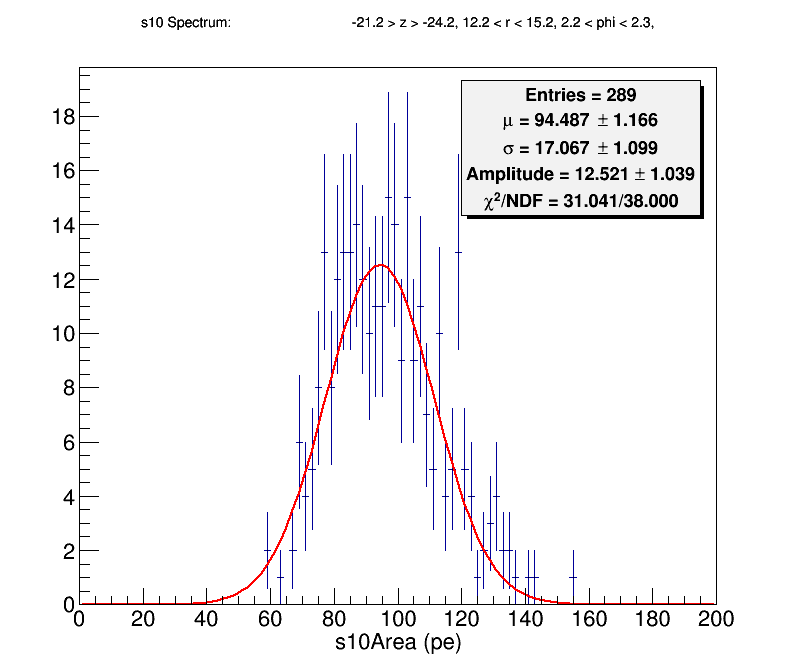 s10 Spectrum: -21.2 > z > -24.2, 12.2 < r < 15.2, 2.2 < phi < 2.3,
Entries = 289
μ = 94.487 ± 1.166
σ = 17.067 ± 1.099
Amplitude = 12.521 ± 1.039
χ²/NDF = 31.041/38.000
18
16
14
12
10
8
6
4
2
0
0 20 40 60 80 100 120 140 160 180 200
s10Area (pe)